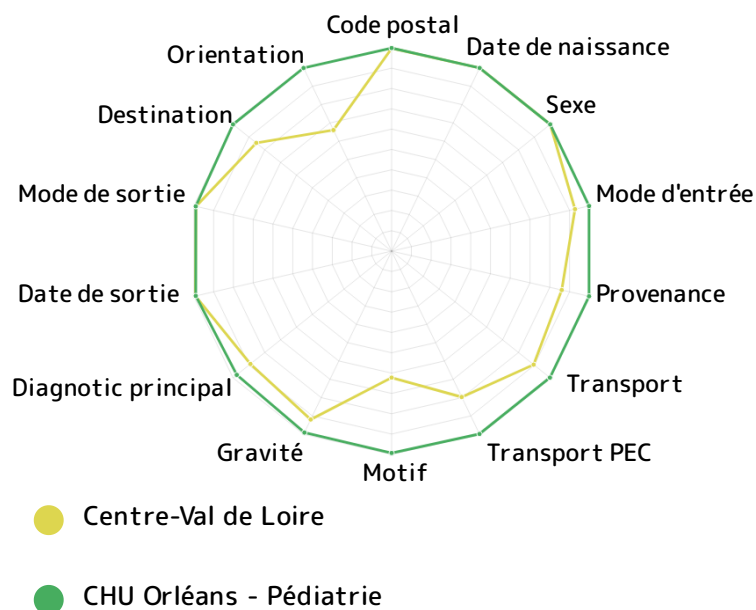 Code postal
Orientation
Date de naissance
Destination
Sexe
Mode de sortie
Mode d'entrée
Date de sortie
Provenance
Diagnotic principal
Transport
Gravité
Motif
Transport PEC
Centre-Val de Loire
CHU Orléans - Pédiatrie